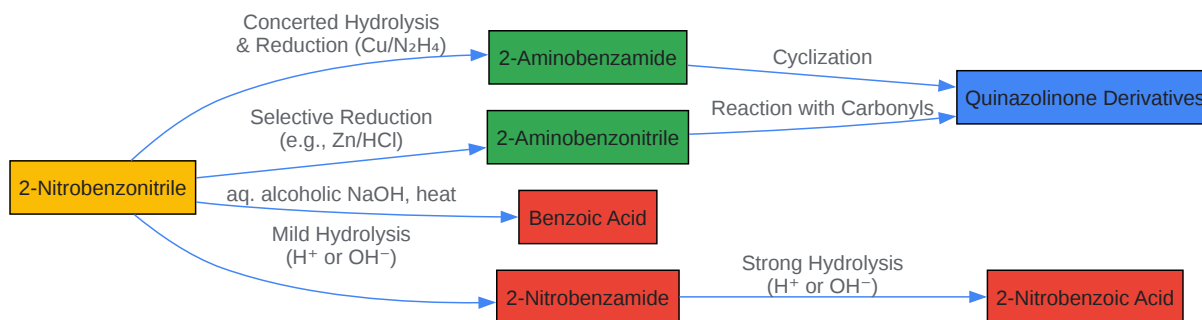 Concerted Hydrolysis
& Reduction (Cu/N₂H₄)
2-Aminobenzamide
Cyclization
Quinazolinone Derivatives
Selective Reduction
(e.g., Zn/HCl)
2-Aminobenzonitrile
Reaction with Carbonyls
2-Nitrobenzonitrile
aq. alcoholic NaOH, heat
Benzoic Acid
Mild Hydrolysis
(H⁺ or OH⁻)
2-Nitrobenzamide
Strong Hydrolysis
(H⁺ or OH⁻)
2-Nitrobenzoic Acid